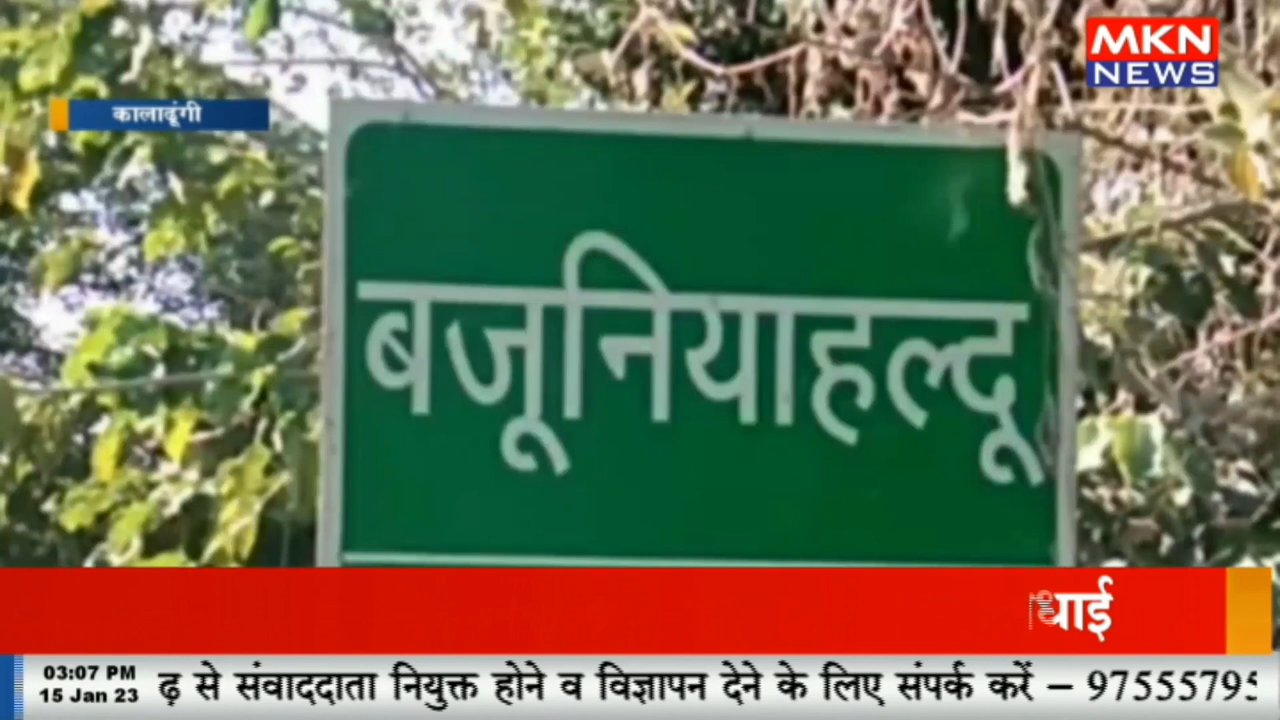 MKN
NEWS
कालाढूंगी
बजूनियाहल्दू
03:07 PM
15 Jan 23
ढ़ से संवाददाता नियुक्त होने व विज्ञापन देने के लिए संपर्क करें – 9755579